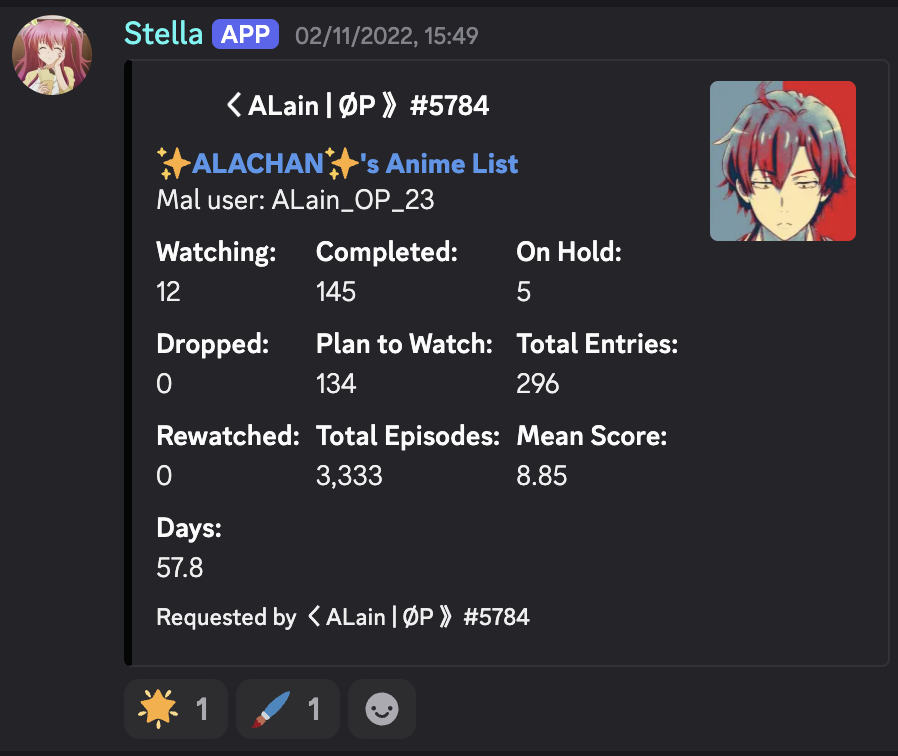 Stella APP 02/11/2022, 15:49
〈 ALain | ØP 》 #5784
✨ALACHAN✨'s Anime List
Mal user: ALain_OP_23
Watching: Completed: On Hold:
12 145 5
Dropped: Plan to Watch: Total Entries:
0 134 296
Rewatched: Total Episodes: Mean Score:
0 3,333 8.85
Days:
57.8
Requested by 〈 ALain | ØP 》 #5784
1 1